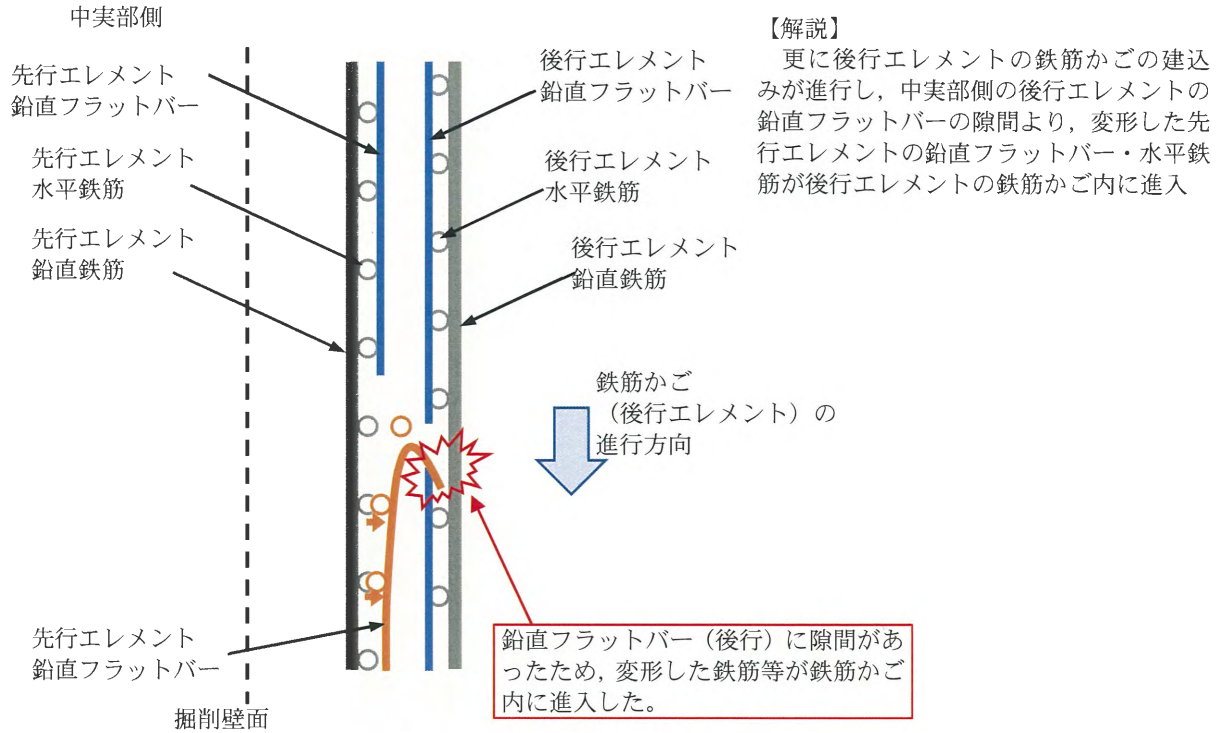 中実部側
先行エレメント
鉛直フラットバー
先行エレメント
水平鉄筋
先行エレメント
鉛直鉄筋
先行エレメント
鉛直フラットバー
掘削壁面
後行エレメント
鉛直フラットバー
後行エレメント
水平鉄筋
後行エレメント
鉛直鉄筋
鉄筋かご
（後行エレメント）の
進行方向
鉛直フラットバー（後行）に隙間があ
ったため，変形した鉄筋等が鉄筋かご
内に進入した。
【解説】
　更に後行エレメントの鉄筋かごの建込
みが進行し，中実部側の後行エレメントの
鉛直フラットバーの隙間より，変形した先
行エレメントの鉛直フラットバー・水平鉄
筋が後行エレメントの鉄筋かご内に進入